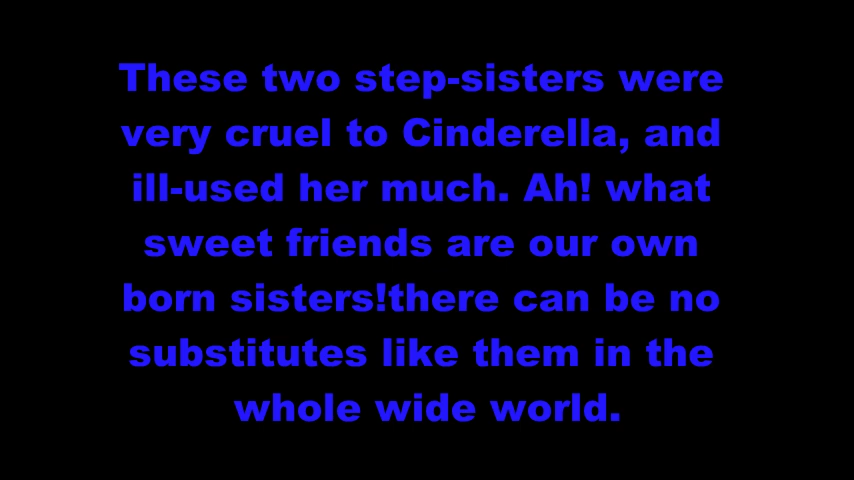 These two step-sisters were
very cruel to Cinderella, and
ill-used her much. Ah! what
sweet friends are our own
born sisters!there can be no
substitutes like them in the
whole wide world.